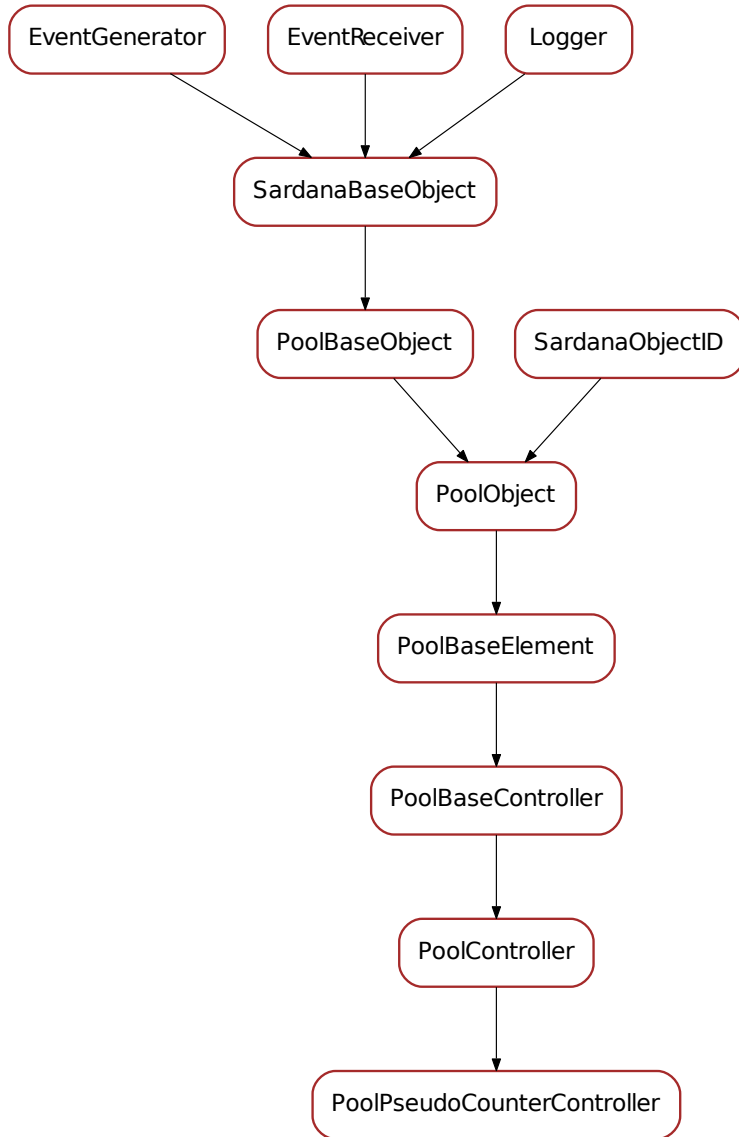 EventGenerator
EventReceiver
Logger
SardanaBaseObject
PoolBaseObject
SardanaObjectID
PoolObject
PoolBaseElement
PoolBaseController
PoolController
PoolPseudoCounterController